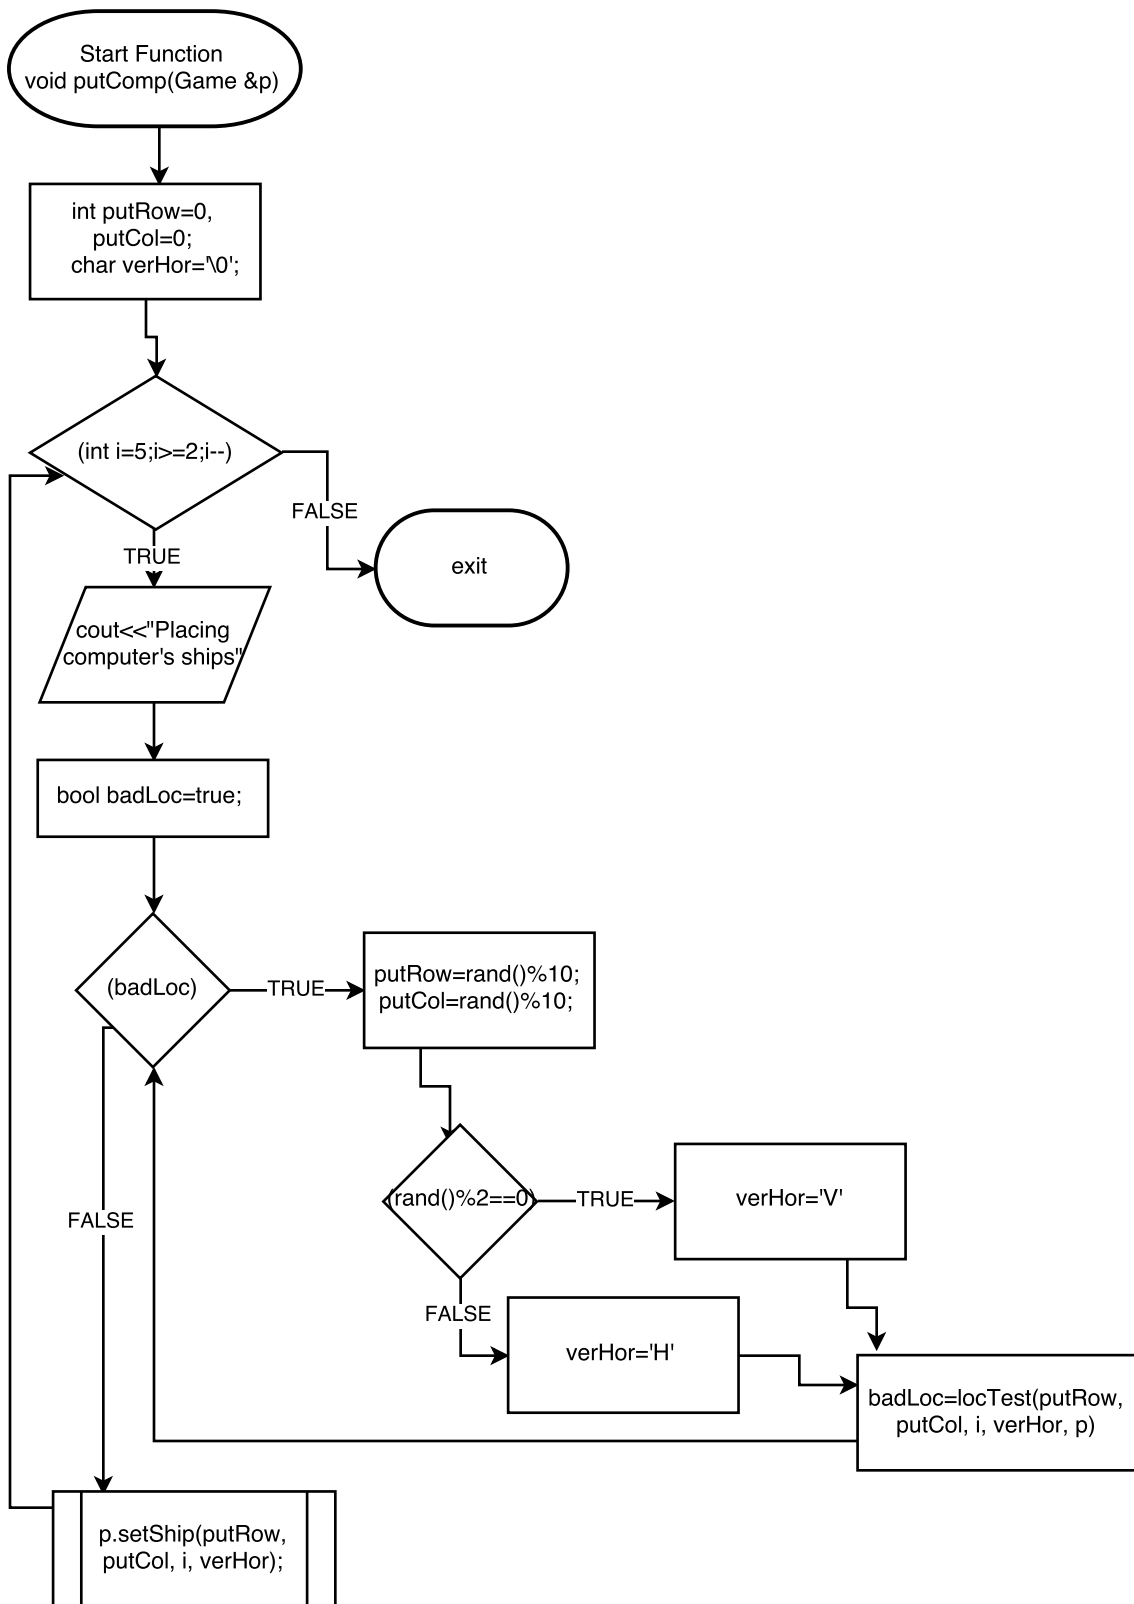 Start Function
void putComp(Game &p)
int putRow=0,
putCol=0;
char verHor='\0';
(int i=5;i>=2;i--)
FALSE
exit
TRUE
cout<<"Placing
computer's ships"
bool badLoc=true;
(badLoc)
TRUE
putRow=rand()%10;
putCol=rand()%10;
(rand()%2==0)
TRUE
verHor='V'
FALSE
FALSE
verHor='H'
badLoc=locTest(putRow,
putCol, i, verHor, p)
p.setShip(putRow,
putCol, i, verHor);